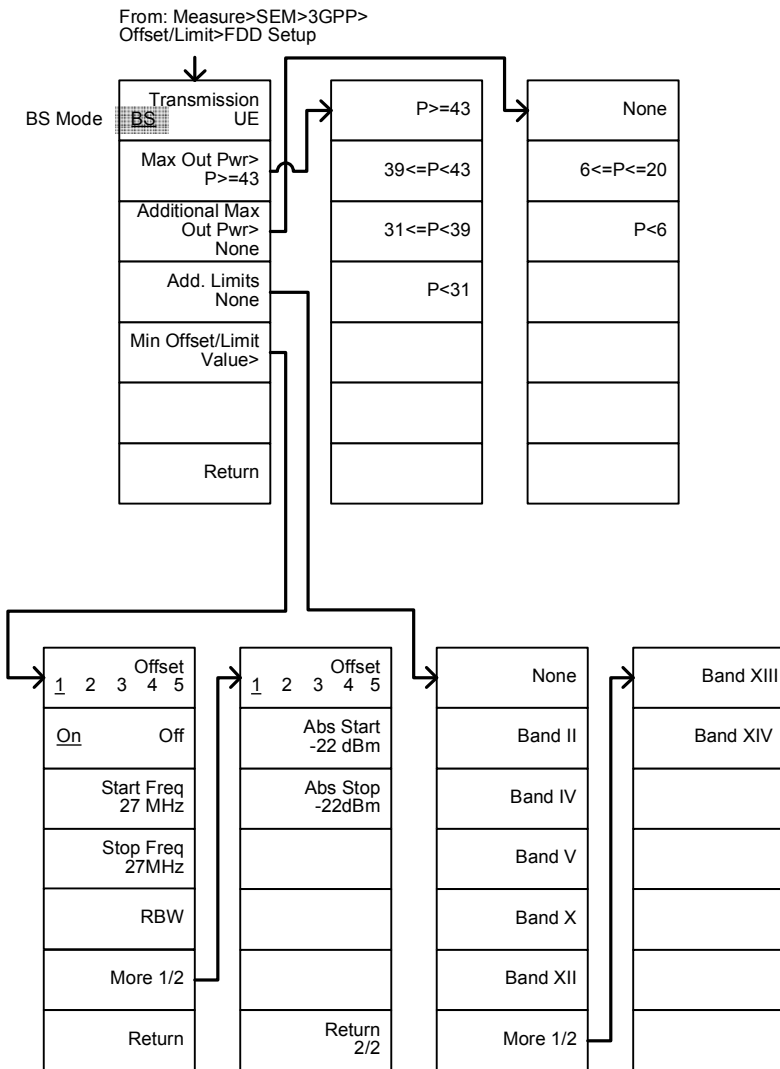 From: Measure>SEM>3GPP>
Offset/Limit>FDD Setup
BS Mode
Transmission
BS UE
Max Out Pwr>
P>=43
Additional Max
Out Pwr>
None
Add. Limits
None
Min Offset/Limit
Value>
Return
P>=43
39<=P<43
31<=P<39
P<31
None
6<=P<=20
P<6
Offset
1 2 3 4 5
On Off
Start Freq
27 MHz
Stop Freq
27MHz
RBW
More 1/2
Return
Offset
1 2 3 4 5
Abs Start
-22 dBm
Abs Stop
-22dBm
Return
2/2
None
Band II
Band IV
Band V
Band X
Band XII
More 1/2
Band XIII
Band XIV